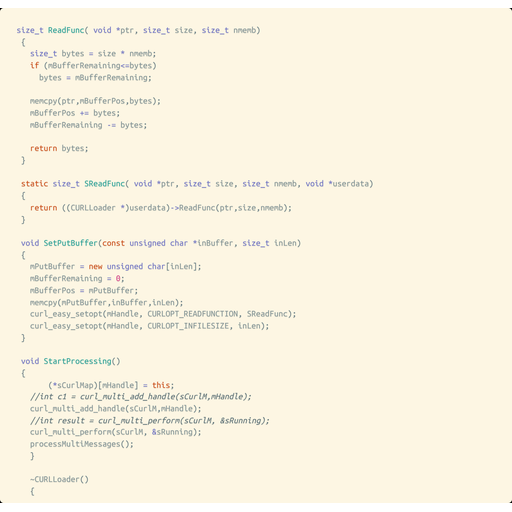 size_t ReadFunc( void *ptr, size_t size, size_t nmemb)
{
size_t bytes = size * nmemb;
if (mBufferRemaining<=bytes)
bytes = mBufferRemaining;
memcpy(ptr,mBufferPos,bytes);
mBufferPos += bytes;
mBufferRemaining -= bytes;
return bytes;
}
static size_t SReadFunc( void *ptr, size_t size, size_t nmemb, void *userdata)
{
return ((CURLLoader *)userdata)->ReadFunc(ptr,size,nmemb);
}
void SetPutBuffer(const unsigned char *inBuffer, size_t inLen)
{
mPutBuffer = new unsigned char[inLen];
mBufferRemaining = 0;
mBufferPos = mPutBuffer;
memcpy(mPutBuffer,inBuffer,inLen);
curl_easy_setopt(mHandle, CURLOPT_READFUNCTION, SReadFunc);
curl_easy_setopt(mHandle, CURLOPT_INFILESIZE, inLen);
}
void StartProcessing()
{
(*sCurlMap)[mHandle] = this;
//int c1 = curl_multi_add_handle(sCurlM,mHandle);
curl_multi_add_handle(sCurlM,mHandle);
//int result = curl_multi_perform(sCurlM, &sRunning);
curl_multi_perform(sCurlM, &sRunning);
processMultiMessages();
}
~CURLLoader()
{